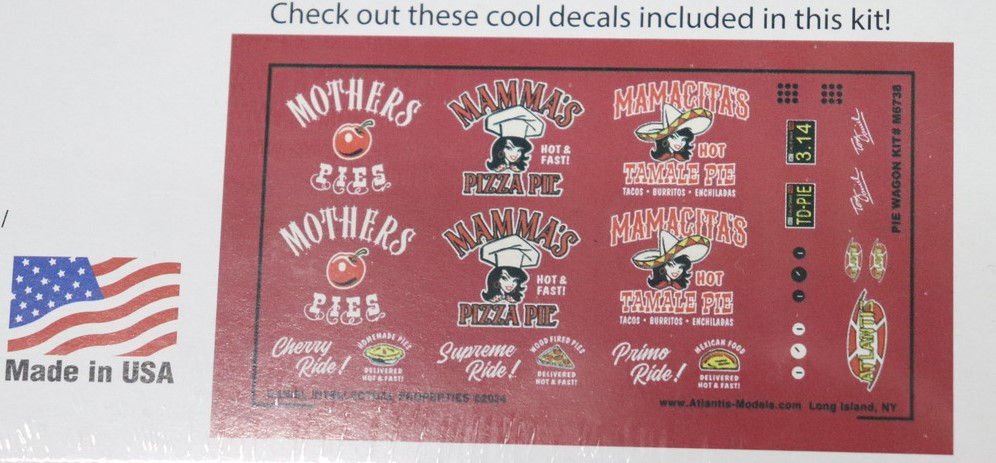 Check out these cool decals included in this kit!
MOTHERS
PIES
MAMMA'S
HOT &
FAST!
PIZZA PIE
MAMACITA'S
HOT
TAMALE PIE
TACOS • BURRITOS • ENCHILADAS
3.14
TD-PIE
PIE WAGON KIT# M6738
MOTHERS
PIES
MAMMA'S
HOT &
FAST!
PIZZA PIE
MAMACITA'S
HOT
TAMALE PIE
TACOS • BURRITOS • ENCHILADAS
ATLANTIS
Cherry
Ride!
HOMEMADE PIES
DELIVERED
HOT & FAST!
Supreme
Ride!
WOOD FIRED PIES
DELIVERED
HOT & FAST!
Primo
Ride!
MEXICAN FOOD
DELIVERED
HOT & FAST!
DANIEL INTELLECTUAL PROPERTIES ©2024
www.Atlantis-Models.com Long Island, NY
Made in USA